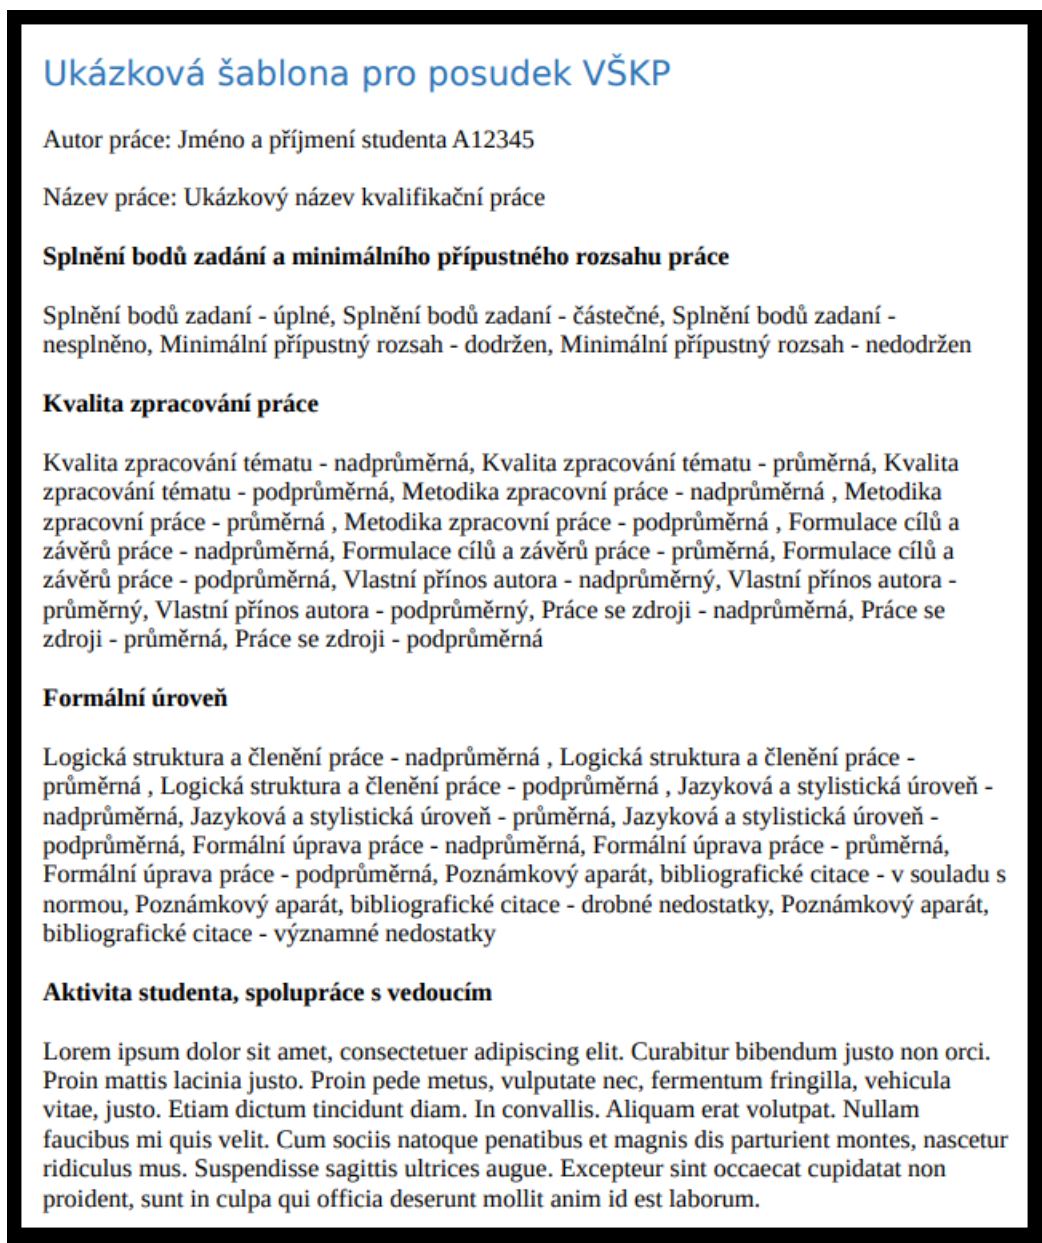 Ukázková šablona pro posudek VŠKP
Autor práce: Jméno a příjmení studenta A12345
Název práce: Ukázkový název kvalifikační práce
Splnění bodů zadání a minimálního přípustného rozsahu práce
Splnění bodů zadaní - úplné, Splnění bodů zadaní - částečné, Splnění bodů zadaní -
nesplněno, Minimální přípustný rozsah - dodržen, Minimální přípustný rozsah - nedodržen
Kvalita zpracování práce
Kvalita zpracování tématu - nadprůměrná, Kvalita zpracování tématu - průměrná, Kvalita
zpracování tématu - podprůměrná, Metodika zpracovní práce - nadprůměrná , Metodika
zpracovní práce - průměrná , Metodika zpracovní práce - podprůměrná , Formulace cílů a
závěrů práce - nadprůměrná, Formulace cílů a závěrů práce - průměrná, Formulace cílů a
závěrů práce - podprůměrná, Vlastní přínos autora - nadprůměrný, Vlastní přínos autora -
průměrný, Vlastní přínos autora - podprůměrný, Práce se zdroji - nadprůměrná, Práce se
zdroji - průměrná, Práce se zdroji - podprůměrná
Formální úroveň
Logická struktura a členění práce - nadprůměrná , Logická struktura a členění práce -
průměrná , Logická struktura a členění práce - podprůměrná , Jazyková a stylistická úroveň -
nadprůměrná, Jazyková a stylistická úroveň - průměrná, Jazyková a stylistická úroveň -
podprůměrná, Formální úprava práce - nadprůměrná, Formální úprava práce - průměrná,
Formální úprava práce - podprůměrná, Poznámkový aparát, bibliografické citace - v souladu s
normou, Poznámkový aparát, bibliografické citace - drobné nedostatky, Poznámkový aparát,
bibliografické citace - významné nedostatky
Aktivita studenta, spolupráce s vedoucím
Lorem ipsum dolor sit amet, consectetuer adipiscing elit. Curabitur bibendum justo non orci.
Proin mattis lacinia justo. Proin pede metus, vulputate nec, fermentum fringilla, vehicula
vitae, justo. Etiam dictum tincidunt diam. In convallis. Aliquam erat volutpat. Nullam
faucibus mi quis velit. Cum sociis natoque penatibus et magnis dis parturient montes, nascetur
ridiculus mus. Suspendisse sagittis ultrices augue. Excepteur sint occaecat cupidatat non
proident, sunt in culpa qui officia deserunt mollit anim id est laborum.